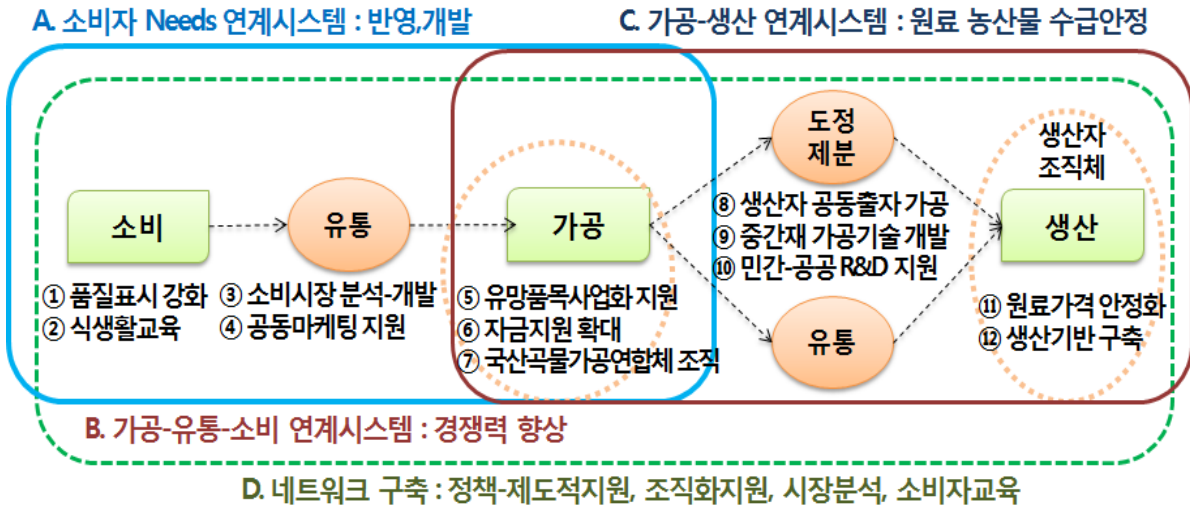 A. 소비자 Needs 연계시스템 : 반영,개발
C. 가공-생산 연계시스템 : 원료 농산물 수급안정
소비
① 품질표시 강화
② 식생활교육
유통
③ 소비시장 분석-개발
④ 공동마케팅 지원
가공
⑤ 유망품목사업화 지원
⑥ 자금지원 확대
⑦ 국산곡물가공연합체 조직
도정
제분
⑧ 생산자 공동출자 가공
⑨ 중간재 가공기술 개발
⑩ 민간-공공 R&D 지원
유통
생산자
조직체
생산
⑪ 원료가격 안정화
⑫ 생산기반 구축
B. 가공-유통-소비 연계시스템 : 경쟁력 향상
D. 네트워크 구축 : 정책-제도적지원, 조직화지원, 시장분석, 소비자교육